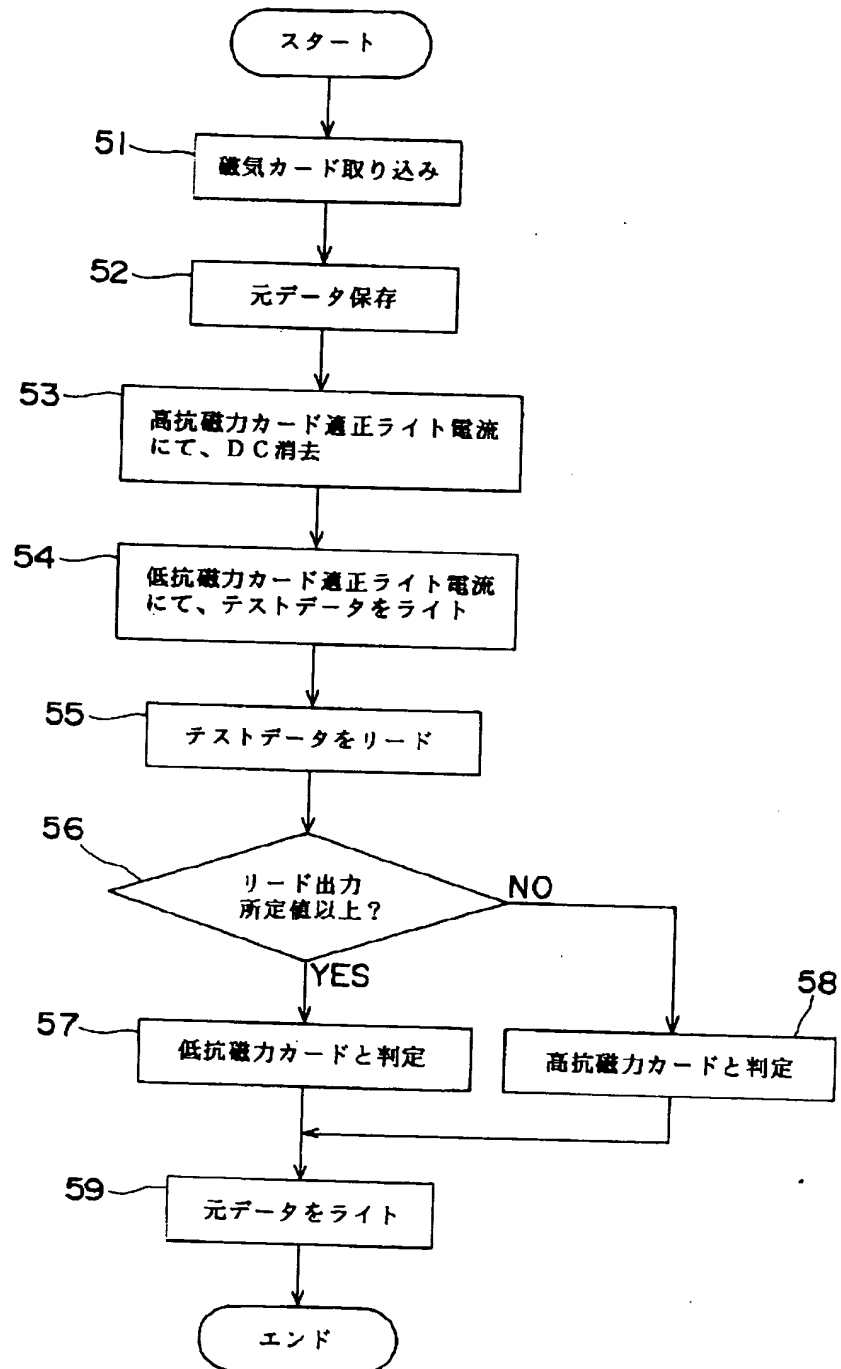 スタート
51
磁気カード取り込み
52
元データ保存
53
高抗磁力カード適正ライト電流
にて、DC消去
54
低抗磁力カード適正ライト電流
にて、テストデータをライト
55
テストデータをリード
56
リード出力
所定値以上?
NO
YES
57
低抗磁力カードと判定
58
高抗磁力カードと判定
59
元データをライト
エンド